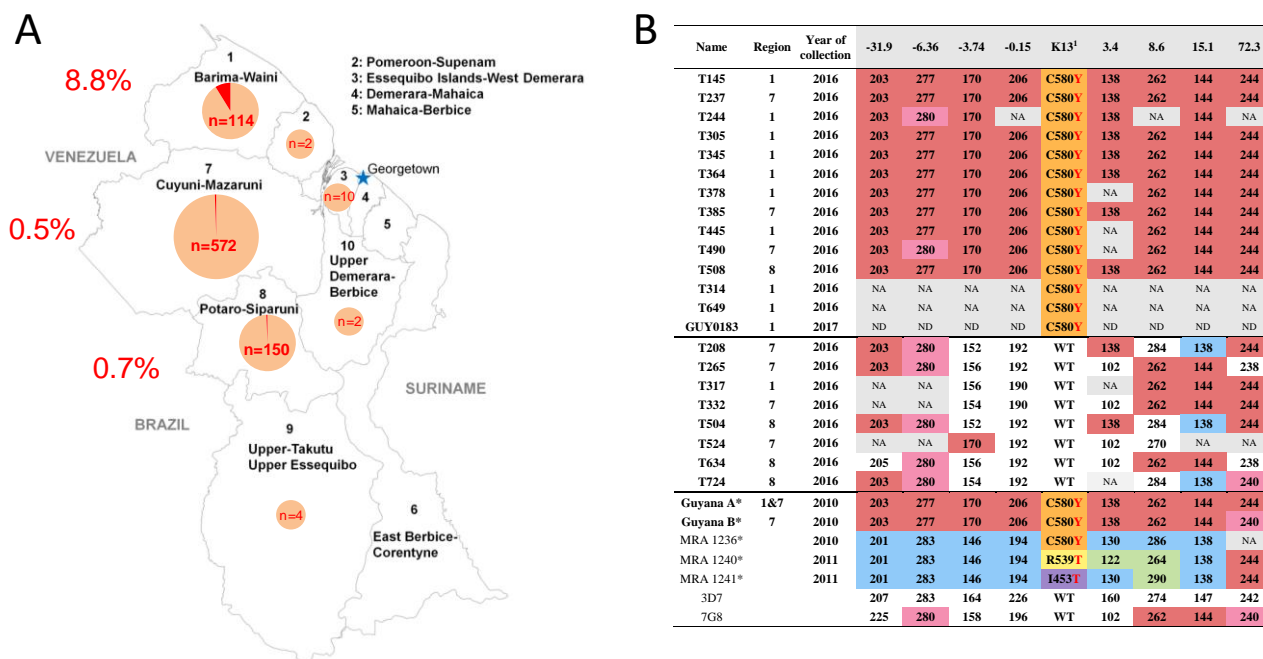 A
1
Barima-Waini
8.8%
n=114
2: Pomeroon-Supenam
3: Essequibo Islands-West Demerara
4: Demerara-Mahaica
5: Mahaica-Berbice
2
n=2
VENEZUELA
7
Cuyuni-Mazaruni
Georgetown
3
n=10
4
5
0.5%
n=572
10
Upper
Demerara-
Berbice
n=2
8
Potaro-Siparuni
n=150
0.7%
SURINAME
BRAZIL
9
Upper-Takutu
Upper Essequibo
n=4
6
East Berbice-
Corentyne
B
Name Region Year of collection -31.9 -6.36 -3.74 -0.15 K13¹ 3.4 8.6 15.1 72.3
T145 1 2016 203 277 170 206 C580Y 138 262 144 244
T237 7 2016 203 277 170 206 C580Y 138 262 144 244
T244 1 2016 203 280 170 NA C580Y 138 NA 144 NA
T305 1 2016 203 277 170 206 C580Y 138 262 144 244
T345 1 2016 203 277 170 206 C580Y 138 262 144 244
T364 1 2016 203 277 170 206 C580Y 138 262 144 244
T378 1 2016 203 277 170 206 C580Y NA 262 144 244
T385 7 2016 203 277 170 206 C580Y 138 262 144 244
T445 1 2016 203 277 170 206 C580Y NA 262 144 244
T490 7 2016 203 280 170 206 C580Y NA 262 144 244
T508 8 2016 203 277 170 206 C580Y 138 262 144 244
T314 1 2016 NA NA NA NA C580Y NA NA NA NA
T649 1 2016 NA NA NA NA C580Y NA NA NA NA
GUY0183 1 2017 ND ND ND ND C580Y ND ND ND ND
T208 7 2016 203 280 152 192 WT 138 284 138 244
T265 7 2016 203 280 156 192 WT 102 262 144 238
T317 1 2016 NA NA 156 190 WT NA 262 144 244
T332 7 2016 NA NA 154 190 WT 102 262 144 244
T504 8 2016 203 280 152 192 WT 138 284 138 244
T524 7 2016 NA NA 170 192 WT 102 270 NA NA
T634 8 2016 205 280 156 192 WT 102 262 144 238
T724 8 2016 203 280 154 192 WT NA 284 138 240
Guyana A* 1&7 2010 203 277 170 206 C580Y 138 262 144 244
Guyana B* 7 2010 203 277 170 206 C580Y 138 262 144 240
MRA 1236* 2010 201 283 146 194 C580Y 130 286 138 NA
MRA 1240* 2011 201 283 146 194 R539T 122 264 138 244
MRA 1241* 2011 201 283 146 194 I453T 130 290 138 244
3D7 207 283 164 226 WT 160 274 147 242
7G8 225 280 158 196 WT 102 262 144 240